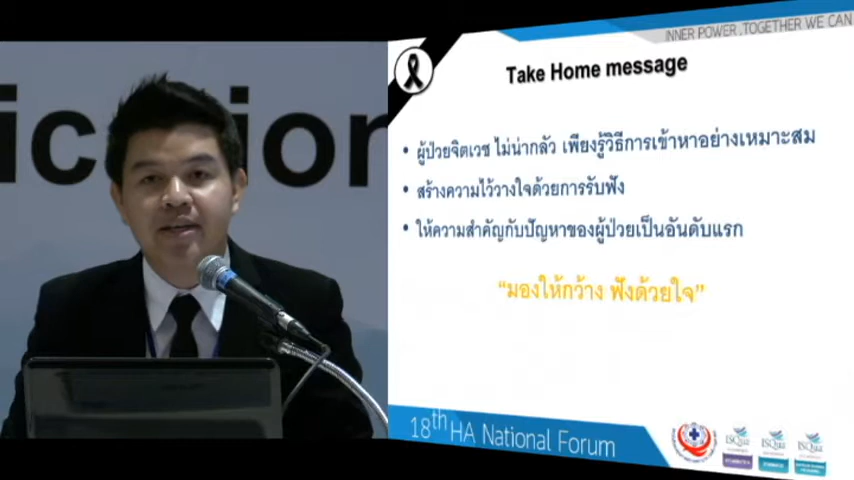 INNER POWER , TOGETHER WE CAN
Take Home message
• ผู้ป่วยจิตเวช ไม่น่ากลัว เพียงรู้วิธีการเข้าหาอย่างเหมาะสม
• สร้างความไว้วางใจด้วยการรับฟัง
• ให้ความสำคัญกับปัญหาของผู้ป่วยเป็นอันดับแรก
“มองให้กว้าง ฟังด้วยใจ”
18th HA National Forum
ISQua ISQua ISQua